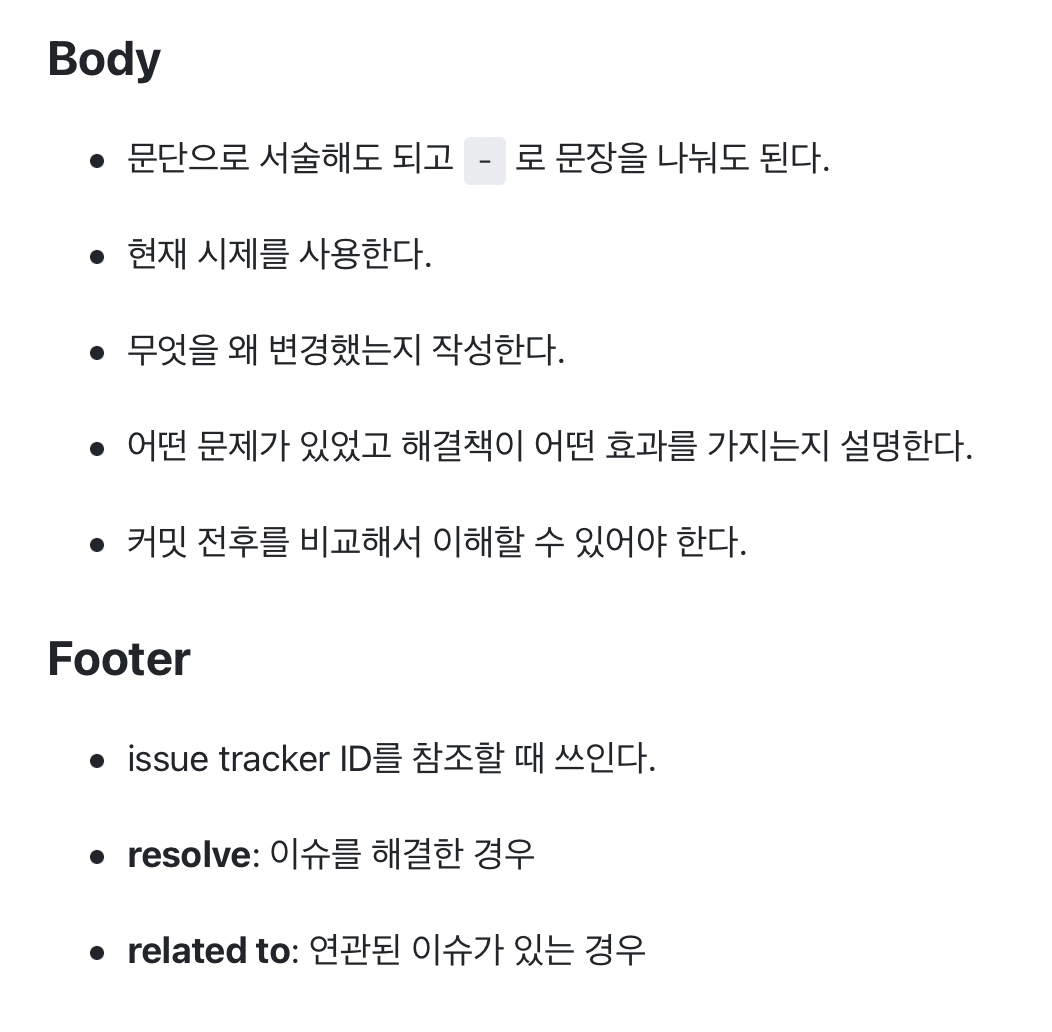 Body
문단으로 서술해도 되고 - 로 문장을 나눠도 된다.
현재 시제를 사용한다.
무엇을 왜 변경했는지 작성한다.
어떤 문제가 있었고 해결책이 어떤 효과를 가지는지 설명한다.
커밋 전후를 비교해서 이해할 수 있어야 한다.
Footer
issue tracker ID를 참조할 때 쓰인다.
resolve: 이슈를 해결한 경우
related to: 연관된 이슈가 있는 경우